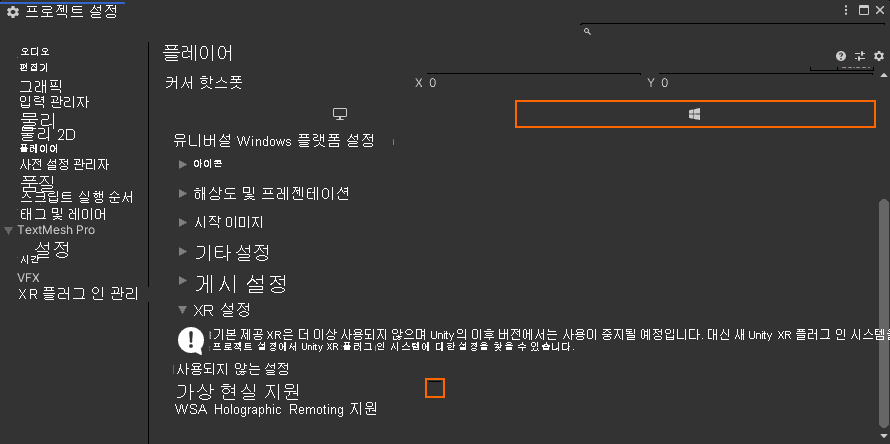 프로젝트 설정
오디오
편집기
그래픽
입력 관리자
물리
물리 2D
플레이어
사전 설정 관리자
품질
스크립트 실행 순서
태그 및 레이어
TextMesh Pro
설정
시간
VFX
XR 플러그 인 관리
플레이어
커서 핫스폿 X 0 Y 0
유니버설 Windows 플랫폼 설정
아이콘
해상도 및 프레젠테이션
시작 이미지
기타 설정
게시 설정
XR 설정
기본 제공 XR은 더 이상 사용되지 않으며 Unity의 이후 버전에서는 사용이 중지될 예정입니다. 대신 새 Unity XR 플러그 인 시스템을
프로젝트 설정에서 Unity XR 플러그인 시스템에 대한 설정을 찾을 수 있습니다.
사용되지 않는 설정
가상 현실 지원
WSA Holographic Remoting 지원